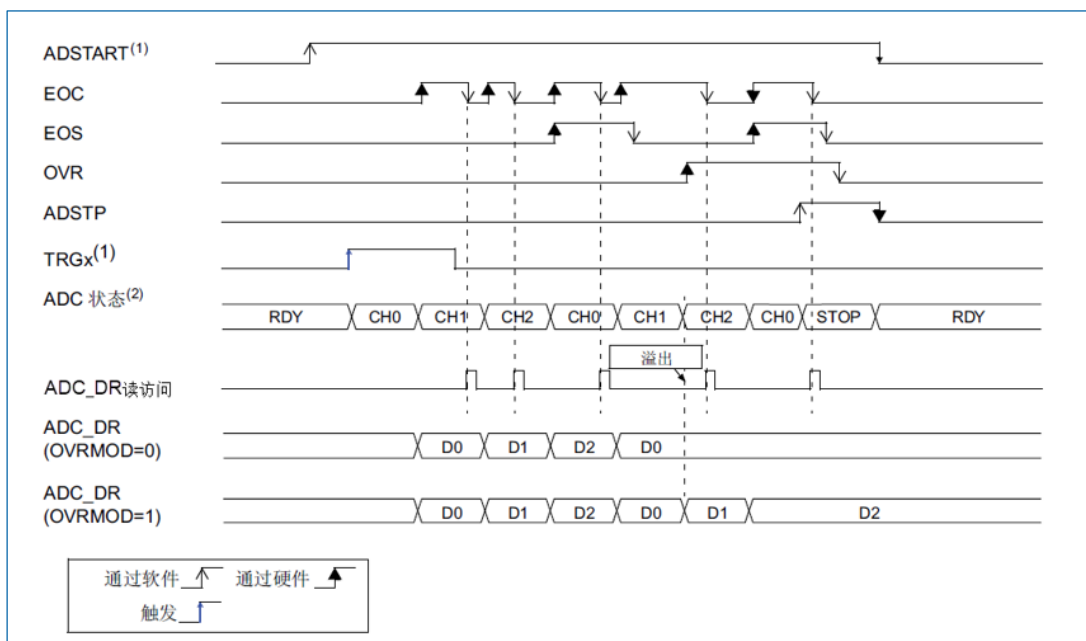 ADSTART(1)
EOC
EOS
OVR
ADSTP
TRGx(1)
ADC 状态(2)
RDY CH0 CH1 CH2 CH0 CH1 CH2 CH0 STOP RDY
溢出
ADC_DR读访问
ADC_DR
(OVRMOD=0)
D0 D1 D2 D0
ADC_DR
(OVRMOD=1)
D0 D1 D2 D0 D1 D2
通过软件 通过硬件
触发